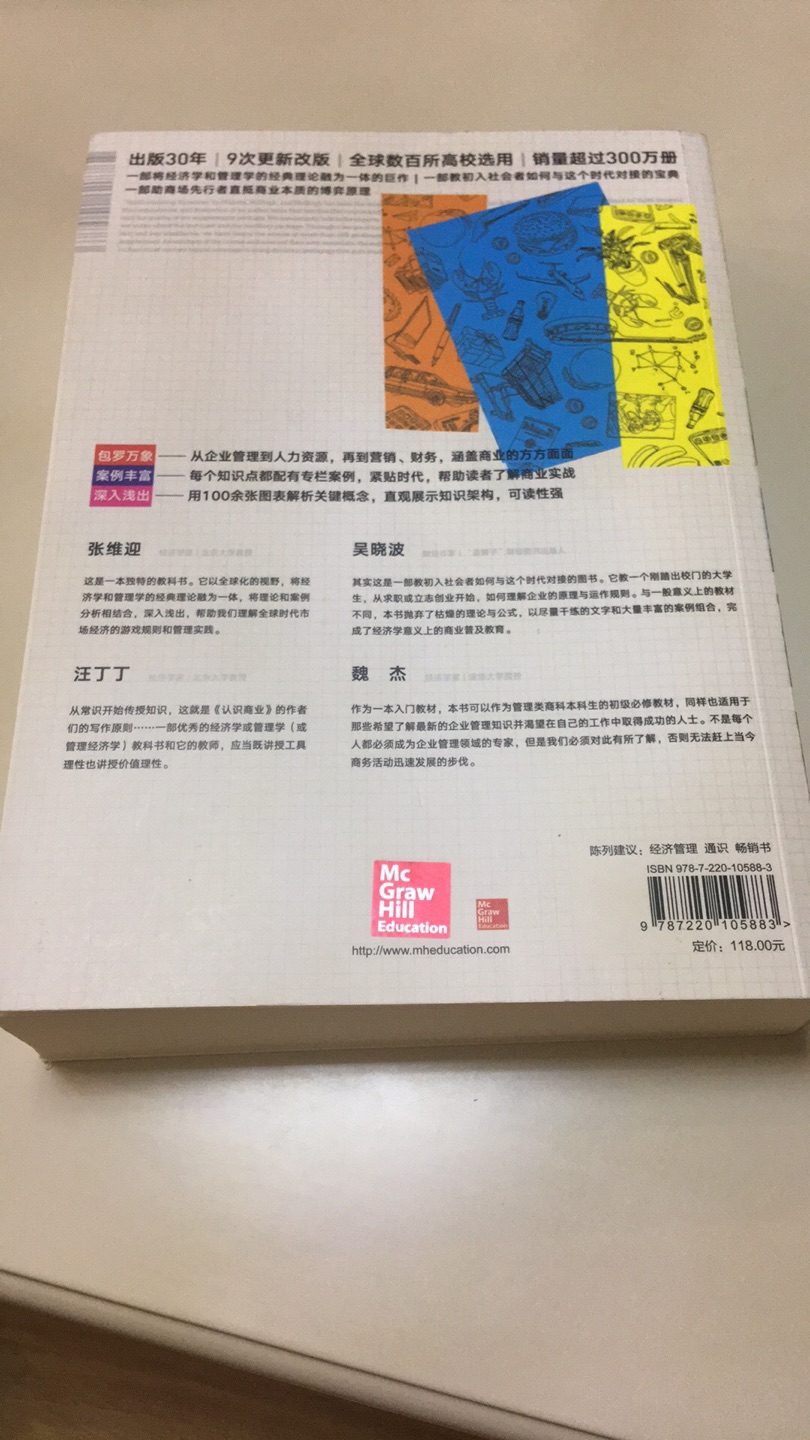 出版30年 | 9次更新改版 | 全球数百所高校选用 | 销量超过300万册
一部将经济学和管理学的经典理论融为一体的巨作 | 一部教初入社会者如何与这个时代对接的宝典
一部助商场先行者直抵商业本质的博弈原理
包罗万象 —— 从企业管理到人力资源，再到营销、财务，涵盖商业的方方面面
案例丰富 —— 每个知识点都配有专栏案例，紧贴时代，帮助读者了解商业实战
深入浅出 —— 用100余张图表解析关键概念，直观展示知识架构，可读性强
张维迎
这是一本独特的教科书。它以全球化的视野，将经
济学和管理学的经典理论融为一体，将理论和案例
分析相结合，深入浅出，帮助我们理解全球时代市
场经济的游戏规则和管理实践。
吴晓波
其实这是一部教初入社会者如何与这个时代对接的图书。它教一个刚踏出校门的大学
生，从求职或立志创业开始，如何理解企业的原理与运作规则。与一般意义上的教材
不同，本书抛弃了枯燥的理论与公式，以尽量干练的文字和大量丰富的案例组合，完
成了经济学意义上的商业普及教育。
汪丁丁
从常识开始传授知识，这就是《认识商业》的作者
们的写作原则……一部优秀的经济学或管理学（或
管理经济学）教科书和它的教师，应当既讲授工具
理性也讲授价值理性。
魏 杰
作为一本入门教材，本书可以作为管理类商科本科生的初级必修教材，同样也适用于
那些希望了解最新的企业管理知识并渴望在自己的工作中取得成功的人士。不是每个
人都必须成为企业管理领域的专家，但是我们必须对此有所了解，否则无法赶上当今
商务活动迅速发展的步伐。
陈列建议：经济管理 通识 畅销书
ISBN 978-7-220-10588-3
9 787220 105883 >
定价：118.00元
Mc
Graw
Hill
Education
Mc
Graw
Hill
Education
http://www.mheducation.com